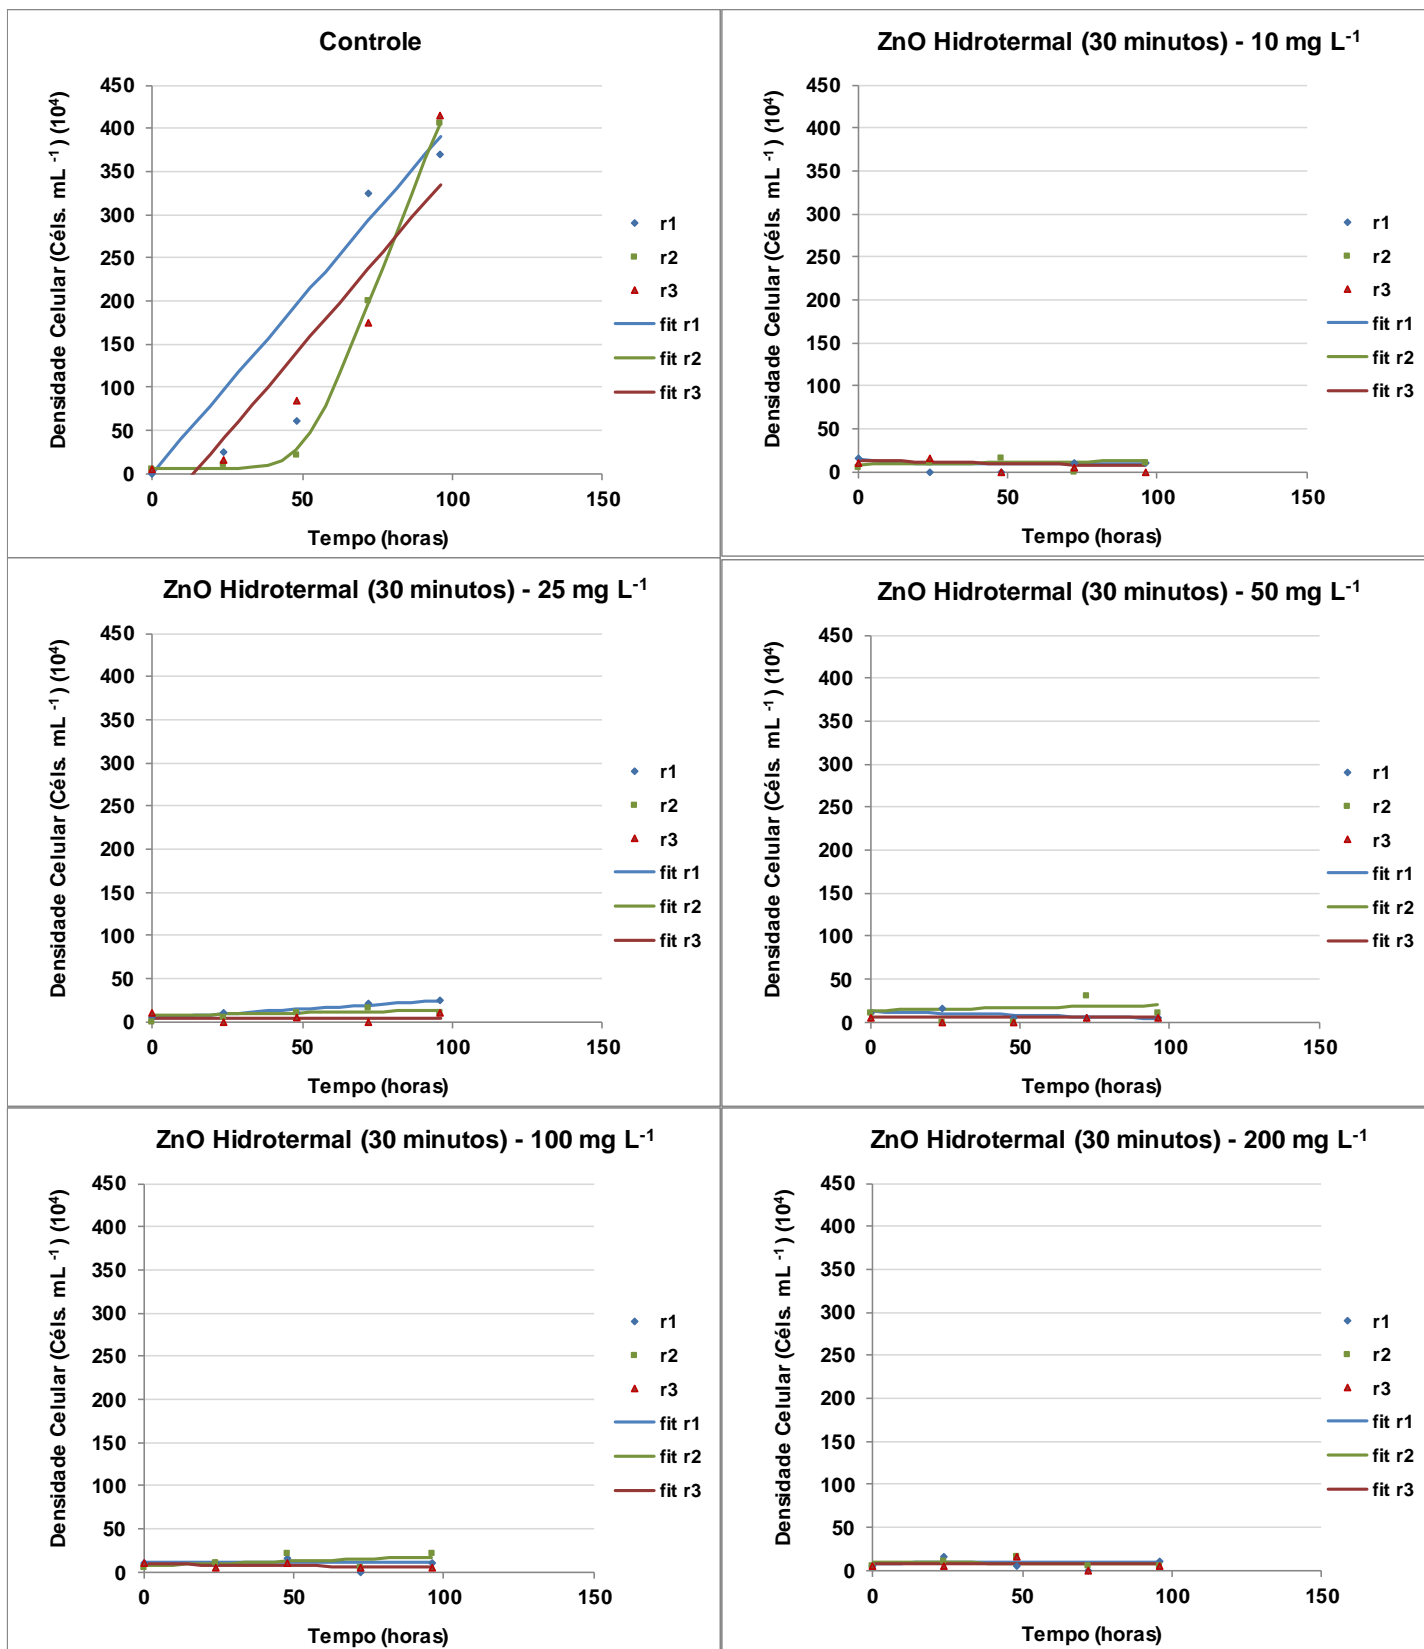 Controle
Densidade Celular (Céls. mL ⁻¹) (10⁴)
450
400
350
300
250
200
150
100
50
0
0 50 100 150
Tempo (horas)
r1
r2
r3
fit r1
fit r2
fit r3
ZnO Hidrotermal (30 minutos) - 10 mg L⁻¹
Densidade Celular (Céls. mL ⁻¹) (10⁴)
450
400
350
300
250
200
150
100
50
0
0 50 100 150
Tempo (horas)
r1
r2
r3
fit r1
fit r2
fit r3
ZnO Hidrotermal (30 minutos) - 25 mg L⁻¹
Densidade Celular (Céls. mL ⁻¹) (10⁴)
450
400
350
300
250
200
150
100
50
0
0 50 100 150
Tempo (horas)
r1
r2
r3
fit r1
fit r2
fit r3
ZnO Hidrotermal (30 minutos) - 50 mg L⁻¹
Densidade Celular (Céls. mL ⁻¹) (10⁴)
450
400
350
300
250
200
150
100
50
0
0 50 100 150
Tempo (horas)
r1
r2
r3
fit r1
fit r2
fit r3
ZnO Hidrotermal (30 minutos) - 100 mg L⁻¹
Densidade Celular (Céls. mL ⁻¹) (10⁴)
450
400
350
300
250
200
150
100
50
0
0 50 100 150
Tempo (horas)
r1
r2
r3
fit r1
fit r2
fit r3
ZnO Hidrotermal (30 minutos) - 200 mg L⁻¹
Densidade Celular (Céls. mL ⁻¹) (10⁴)
450
400
350
300
250
200
150
100
50
0
0 50 100 150
Tempo (horas)
r1
r2
r3
fit r1
fit r2
fit r3